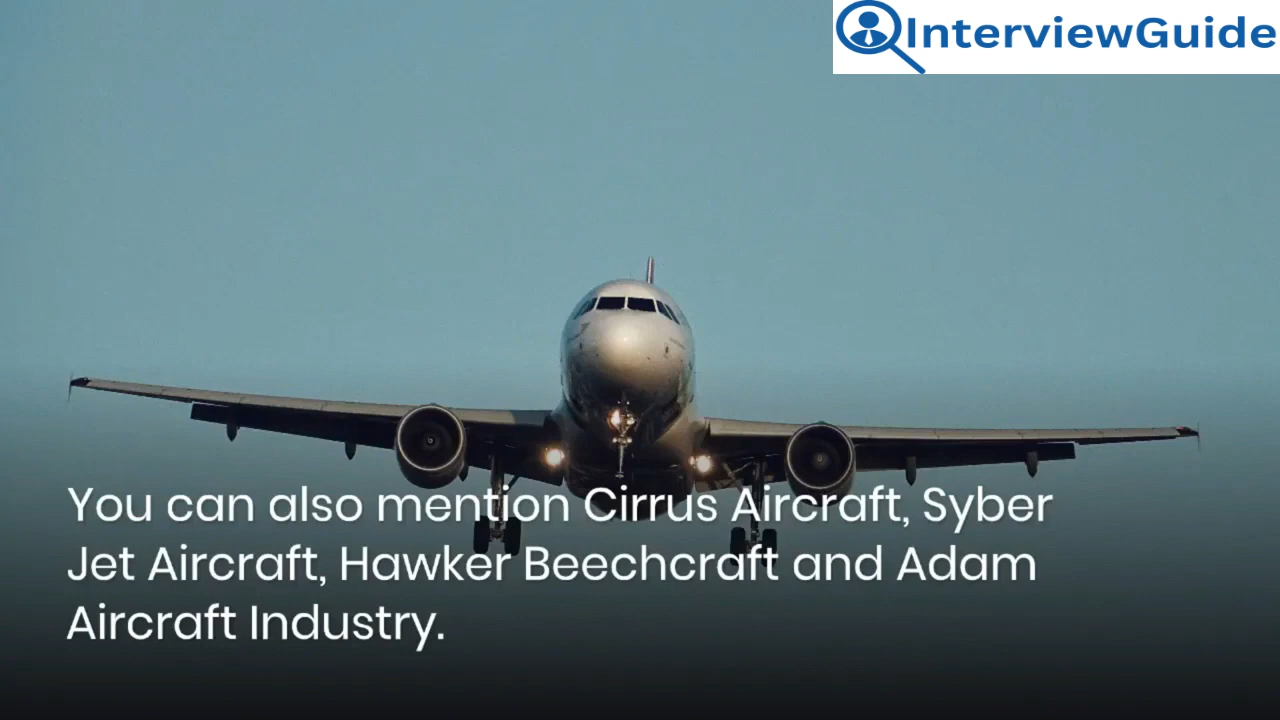 InterviewGuide
You can also mention Cirrus Aircraft, Syber
Jet Aircraft, Hawker Beechcraft and Adam
Aircraft Industry.